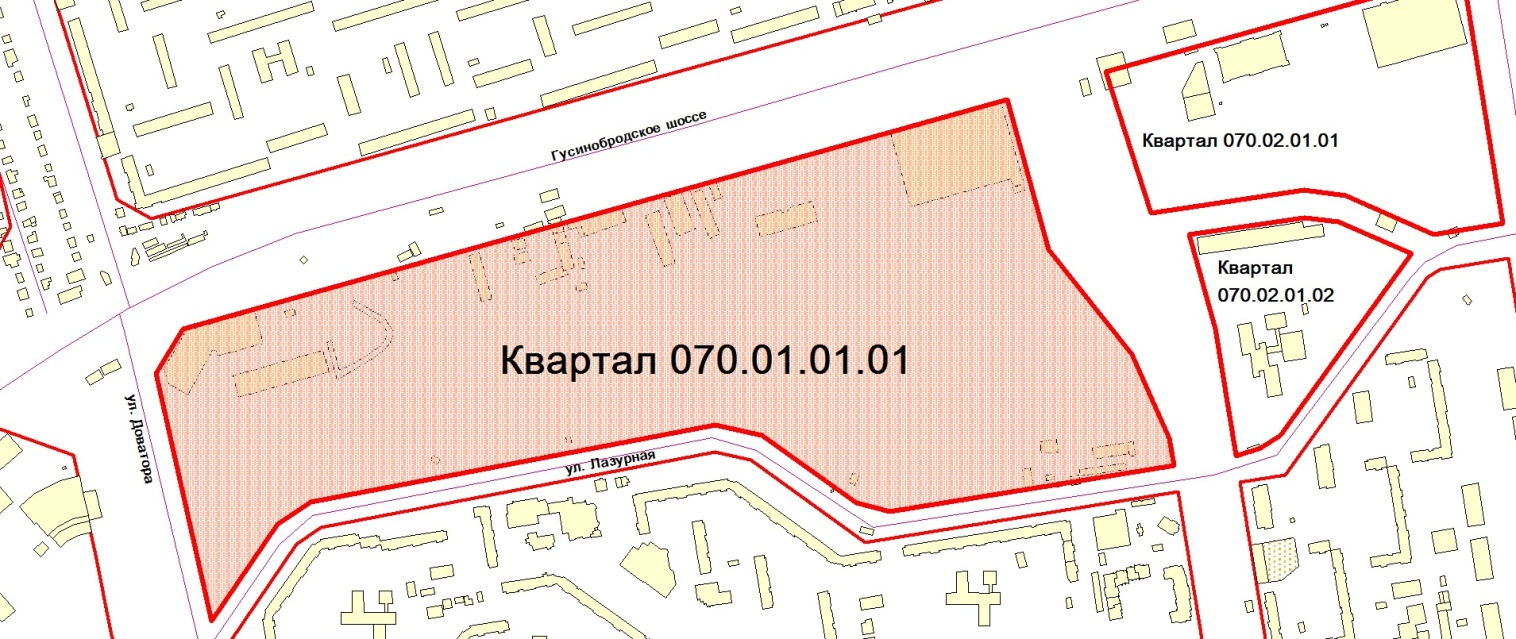 Гусинобродское шоссе
Квартал 070.02.01.01
Квартал
070.02.01.02
Квартал 070.01.01.01
ул. Доватора
ул. Лазурная